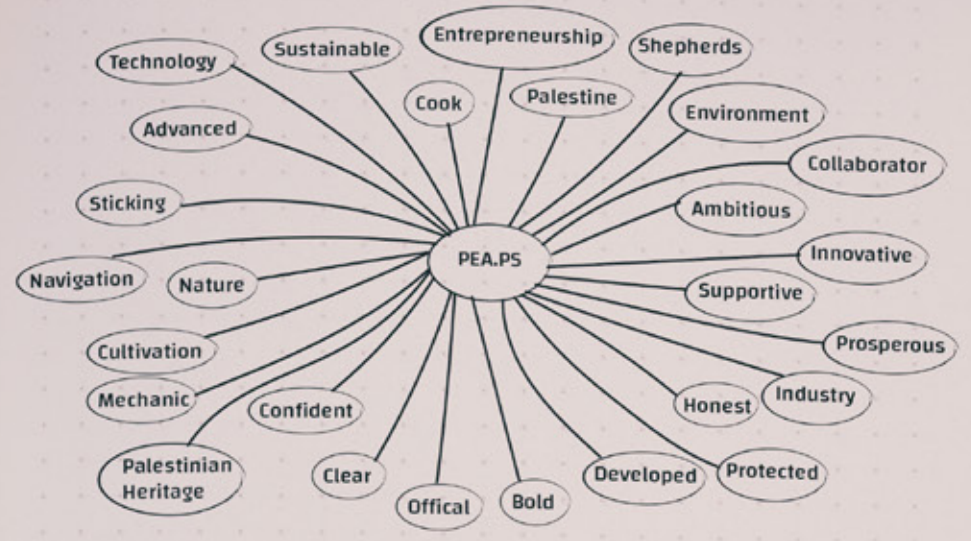 Entrepreneurship
Sustainable
Shepherds
Technology
Cook
Palestine
Environment
Advanced
Collaborator
Sticking
Ambitious
PEA.PS
Innovative
Navigation
Nature
Supportive
Cultivation
Prosperous
Mechanic
Confident
Honest
Industry
Palestinian
Heritage
Clear
Developed
Protected
Offical
Bold